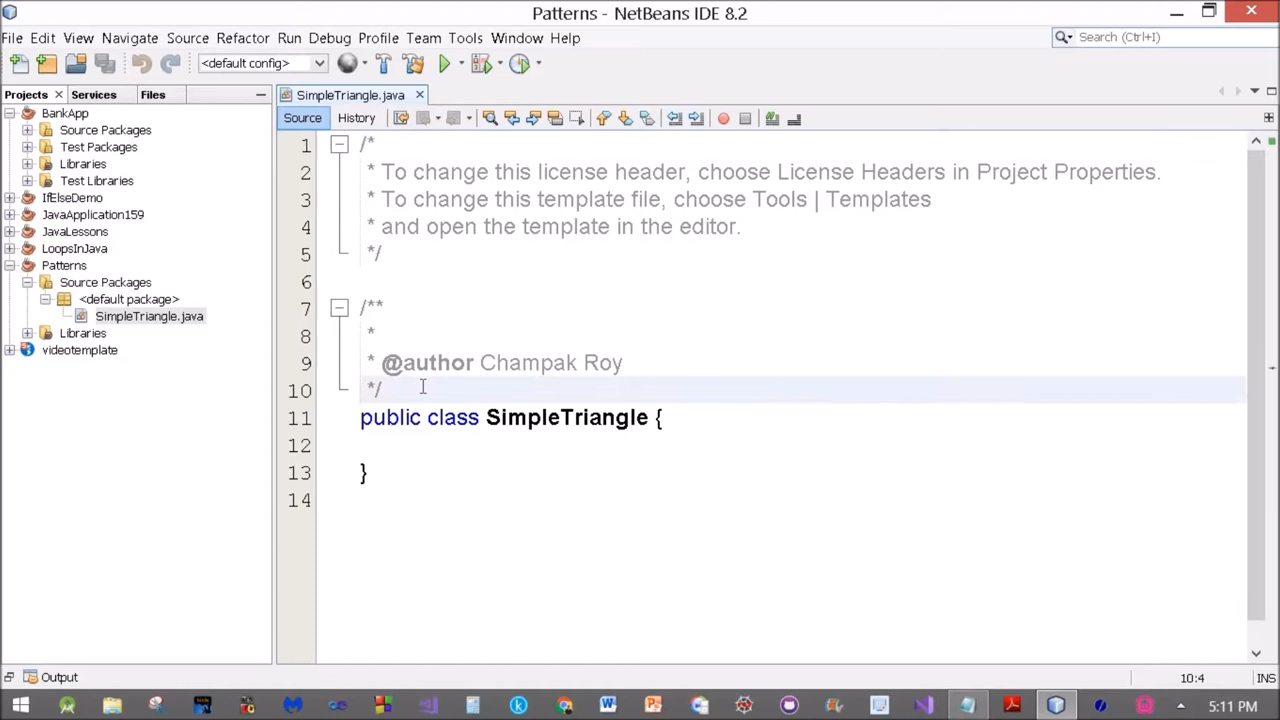 Patterns - NetBeans IDE 8.2
File Edit View Navigate Source Refactor Run Debug Profile Team Tools Window Help
Search (Ctrl+I)
<default config>
Projects Services Files
SimpleTriangle.java
BankApp
Source Packages
Test Packages
Libraries
Test Libraries
IfElseDemo
JavaApplication159
JavaLessons
LoopsInJava
Patterns
Source Packages
<default package>
SimpleTriangle.java
Libraries
videotemplate
Source History
1 /*
2 * To change this license header, choose License Headers in Project Properties.
3 * To change this template file, choose Tools | Templates
4 * and open the template in the editor.
5 */
6
7 /**
8 *
9 * @author Champak Roy
10 */
11 public class SimpleTriangle {
12
13 }
14
Output
10:4 INS
5:11 PM